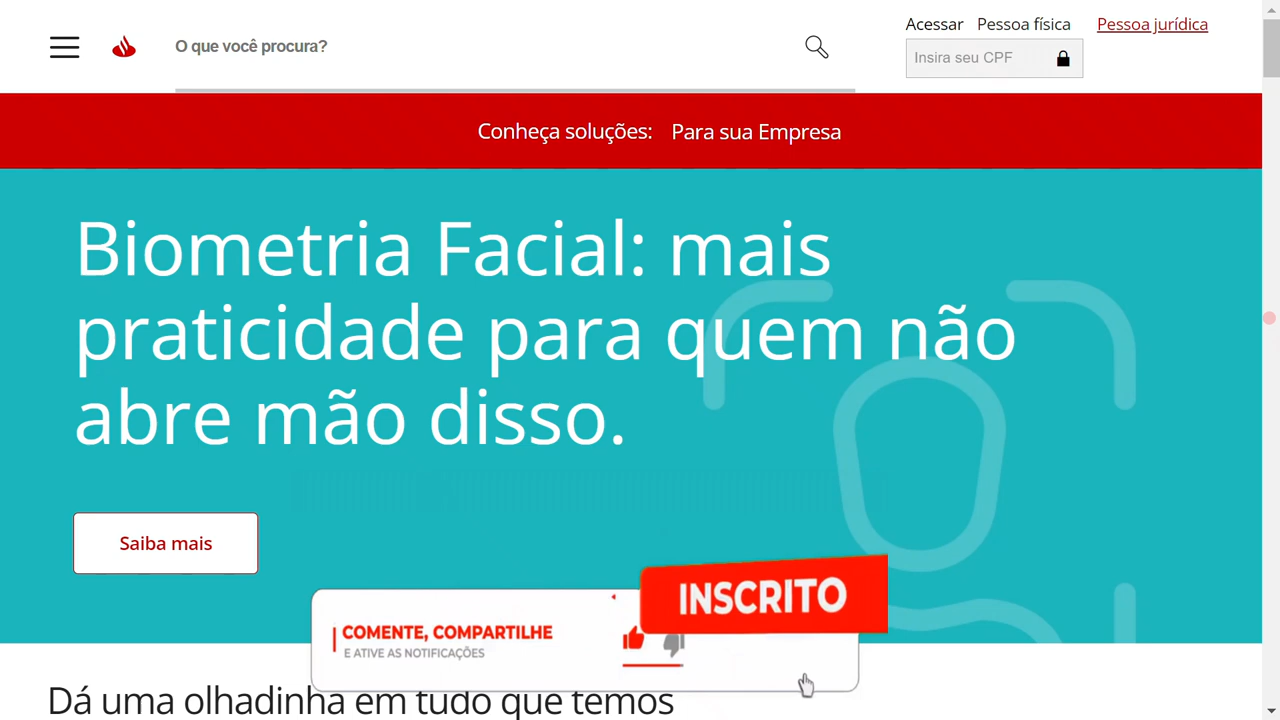 O que você procura?
Acessar Pessoa física Pessoa jurídica
Insira seu CPF
Conheça soluções: Para sua Empresa
Biometria Facial: mais
praticidade para quem não
abre mão disso.
Saiba mais
INSCRITO
COMENTE, COMPARTILHE
E ATIVE AS NOTIFICAÇÕES
Dá uma olhadinha em tudo que temos